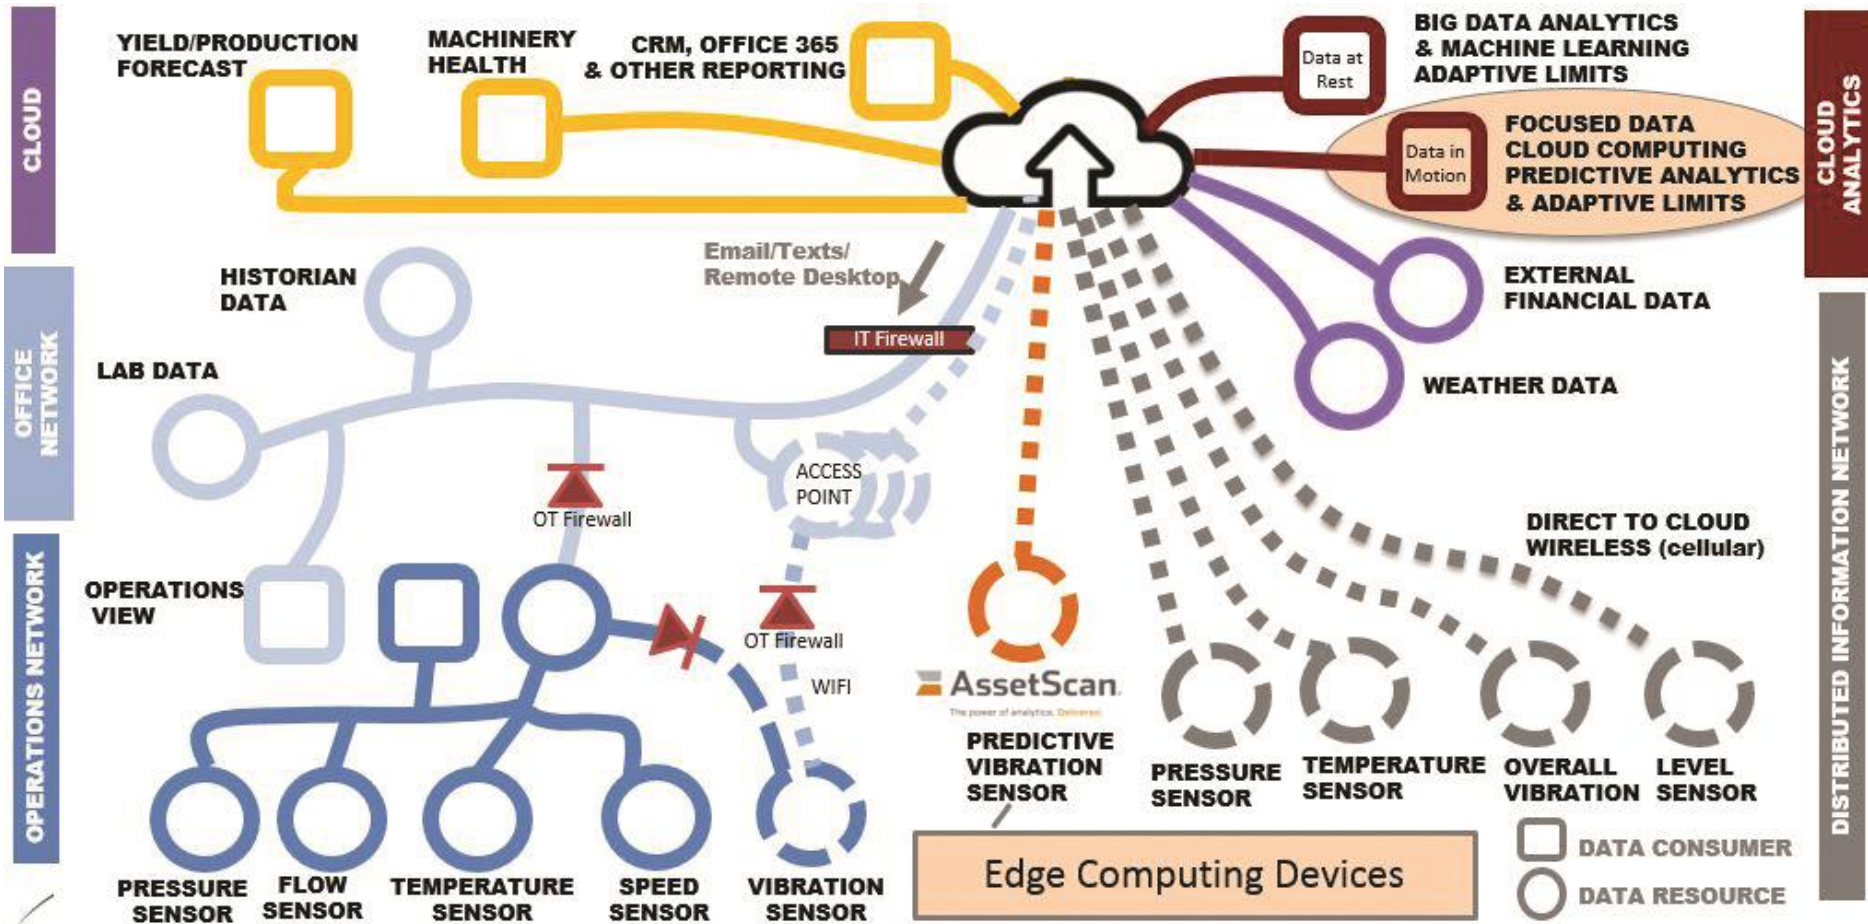 CLOUD
YIELD/PRODUCTION
FORECAST
MACHINERY
HEALTH
CRM, OFFICE 365
& OTHER REPORTING
Data at
Rest
BIG DATA ANALYTICS
& MACHINE LEARNING
ADAPTIVE LIMITS
Data in
Motion
FOCUSED DATA
CLOUD COMPUTING
PREDICTIVE ANALYTICS
& ADAPTIVE LIMITS
CLOUD
ANALYTICS
OFFICE
NETWORK
HISTORIAN
DATA
LAB DATA
Email/Texts/
Remote Desktop
IT Firewall
EXTERNAL
FINANCIAL DATA
WEATHER DATA
ACCESS
POINT
OT Firewall
DIRECT TO CLOUD
WIRELESS (cellular)
DISTRIBUTED INFORMATION NETWORK
OPERATIONS NETWORK
OPERATIONS
VIEW
OT Firewall
WIFI
AssetScan.
The power of analytics. Delivered.
PREDICTIVE
VIBRATION
SENSOR
PRESSURE
SENSOR
TEMPERATURE
SENSOR
OVERALL
VIBRATION
LEVEL
SENSOR
PRESSURE
SENSOR
FLOW
SENSOR
TEMPERATURE
SENSOR
SPEED
SENSOR
VIBRATION
SENSOR
Edge Computing Devices
DATA CONSUMER
DATA RESOURCE